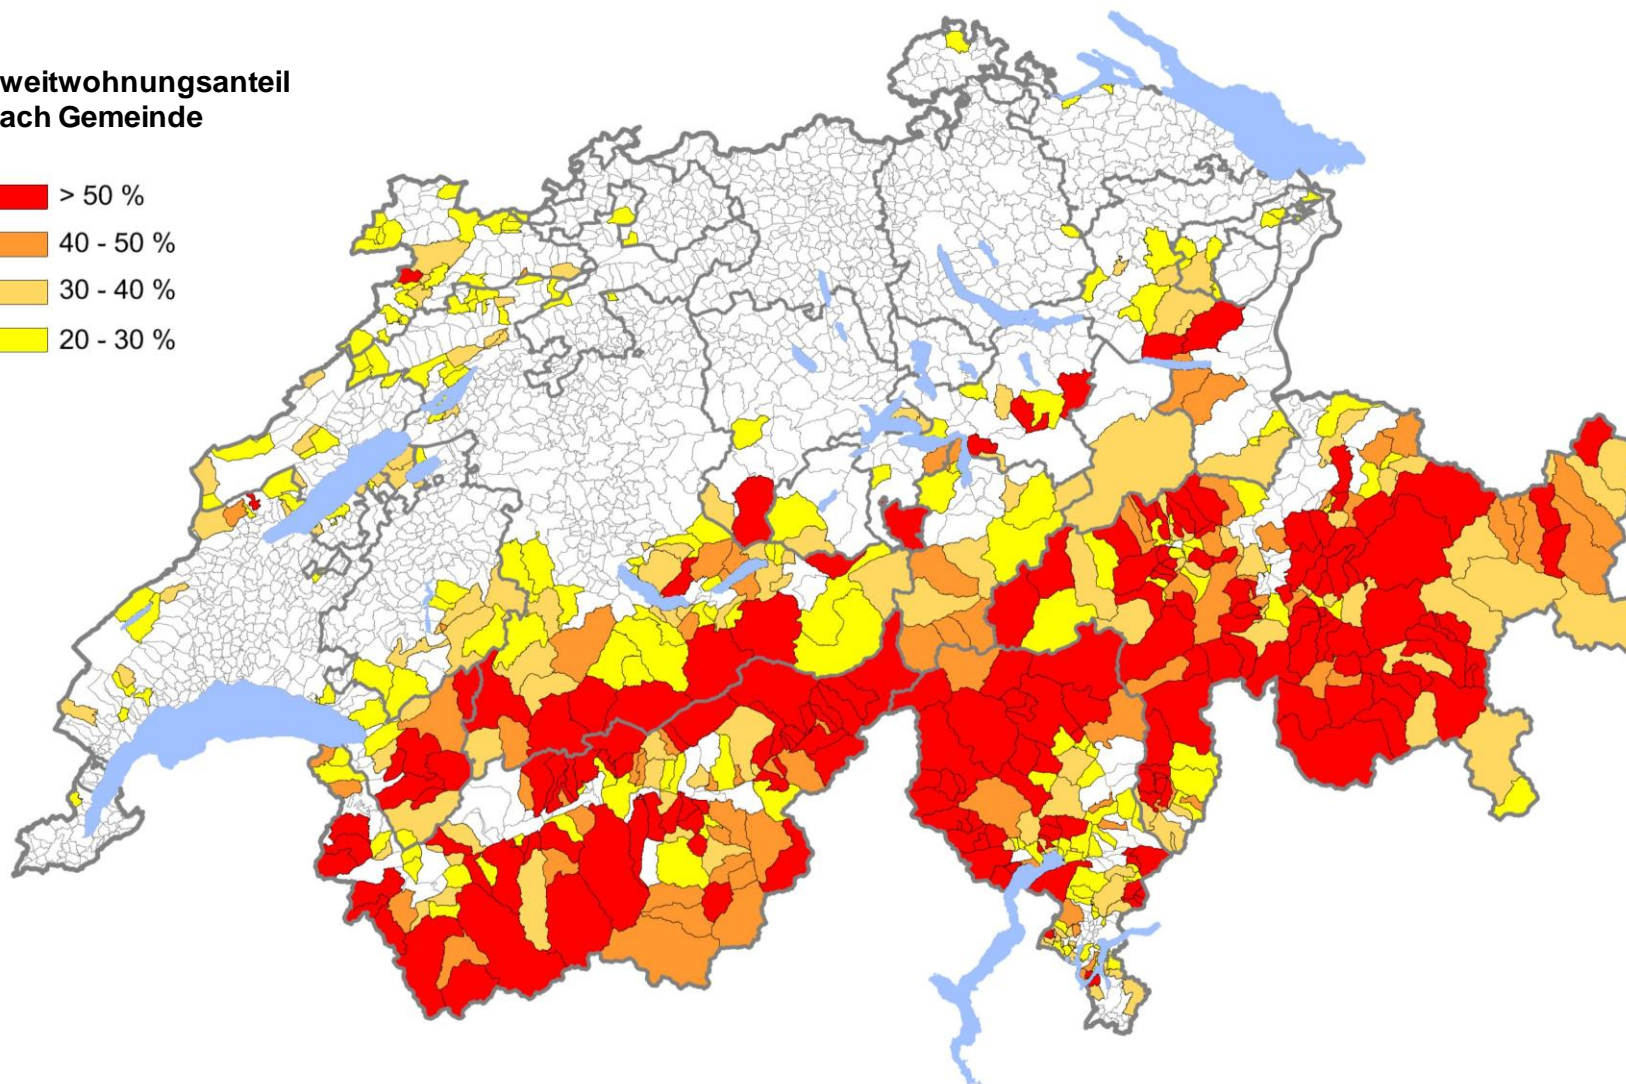 weitwohnungsanteil
ach Gemeinde
> 50 %
40 - 50 %
30 - 40 %
20 - 30 %